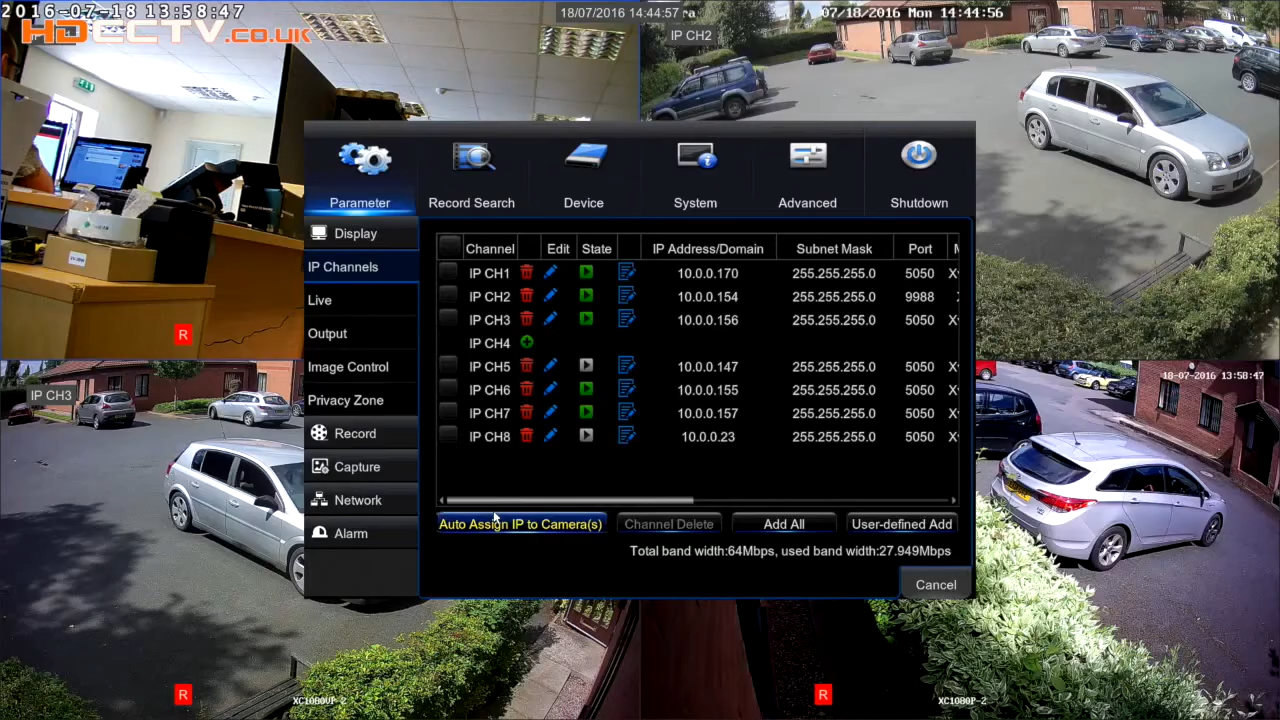 2016-07-18 13:58:47
HDCCTV.co.uk
18/07/2016 14:44:57
ra
07/18/2016 Mon 14:44:56
IP CH2
Parameter
Record Search
Device
System
Advanced
Shutdown
Display
IP Channels
Live
Output
Image Control
Privacy Zone
Record
Capture
Network
Alarm
Channel Edit State IP Address/Domain Subnet Mask Port
IP CH1 10.0.0.170 255.255.255.0 5050 X
IP CH2 10.0.0.154 255.255.255.0 9988
IP CH3 10.0.0.156 255.255.255.0 5050 X
IP CH4
IP CH5 10.0.0.147 255.255.255.0 5050 X
IP CH6 10.0.0.155 255.255.255.0 5050 X
IP CH7 10.0.0.157 255.255.255.0 5050 X
IP CH8 10.0.0.23 255.255.255.0 5050 X
Auto Assign IP to Camera(s)
Channel Delete
Add All
User-defined Add
Total band width:64Mbps, used band width:27.949Mbps
Cancel
R
IP CH3
18-07-2016 13:58:47
R
XC1080VP-2
R
XC1080P-2